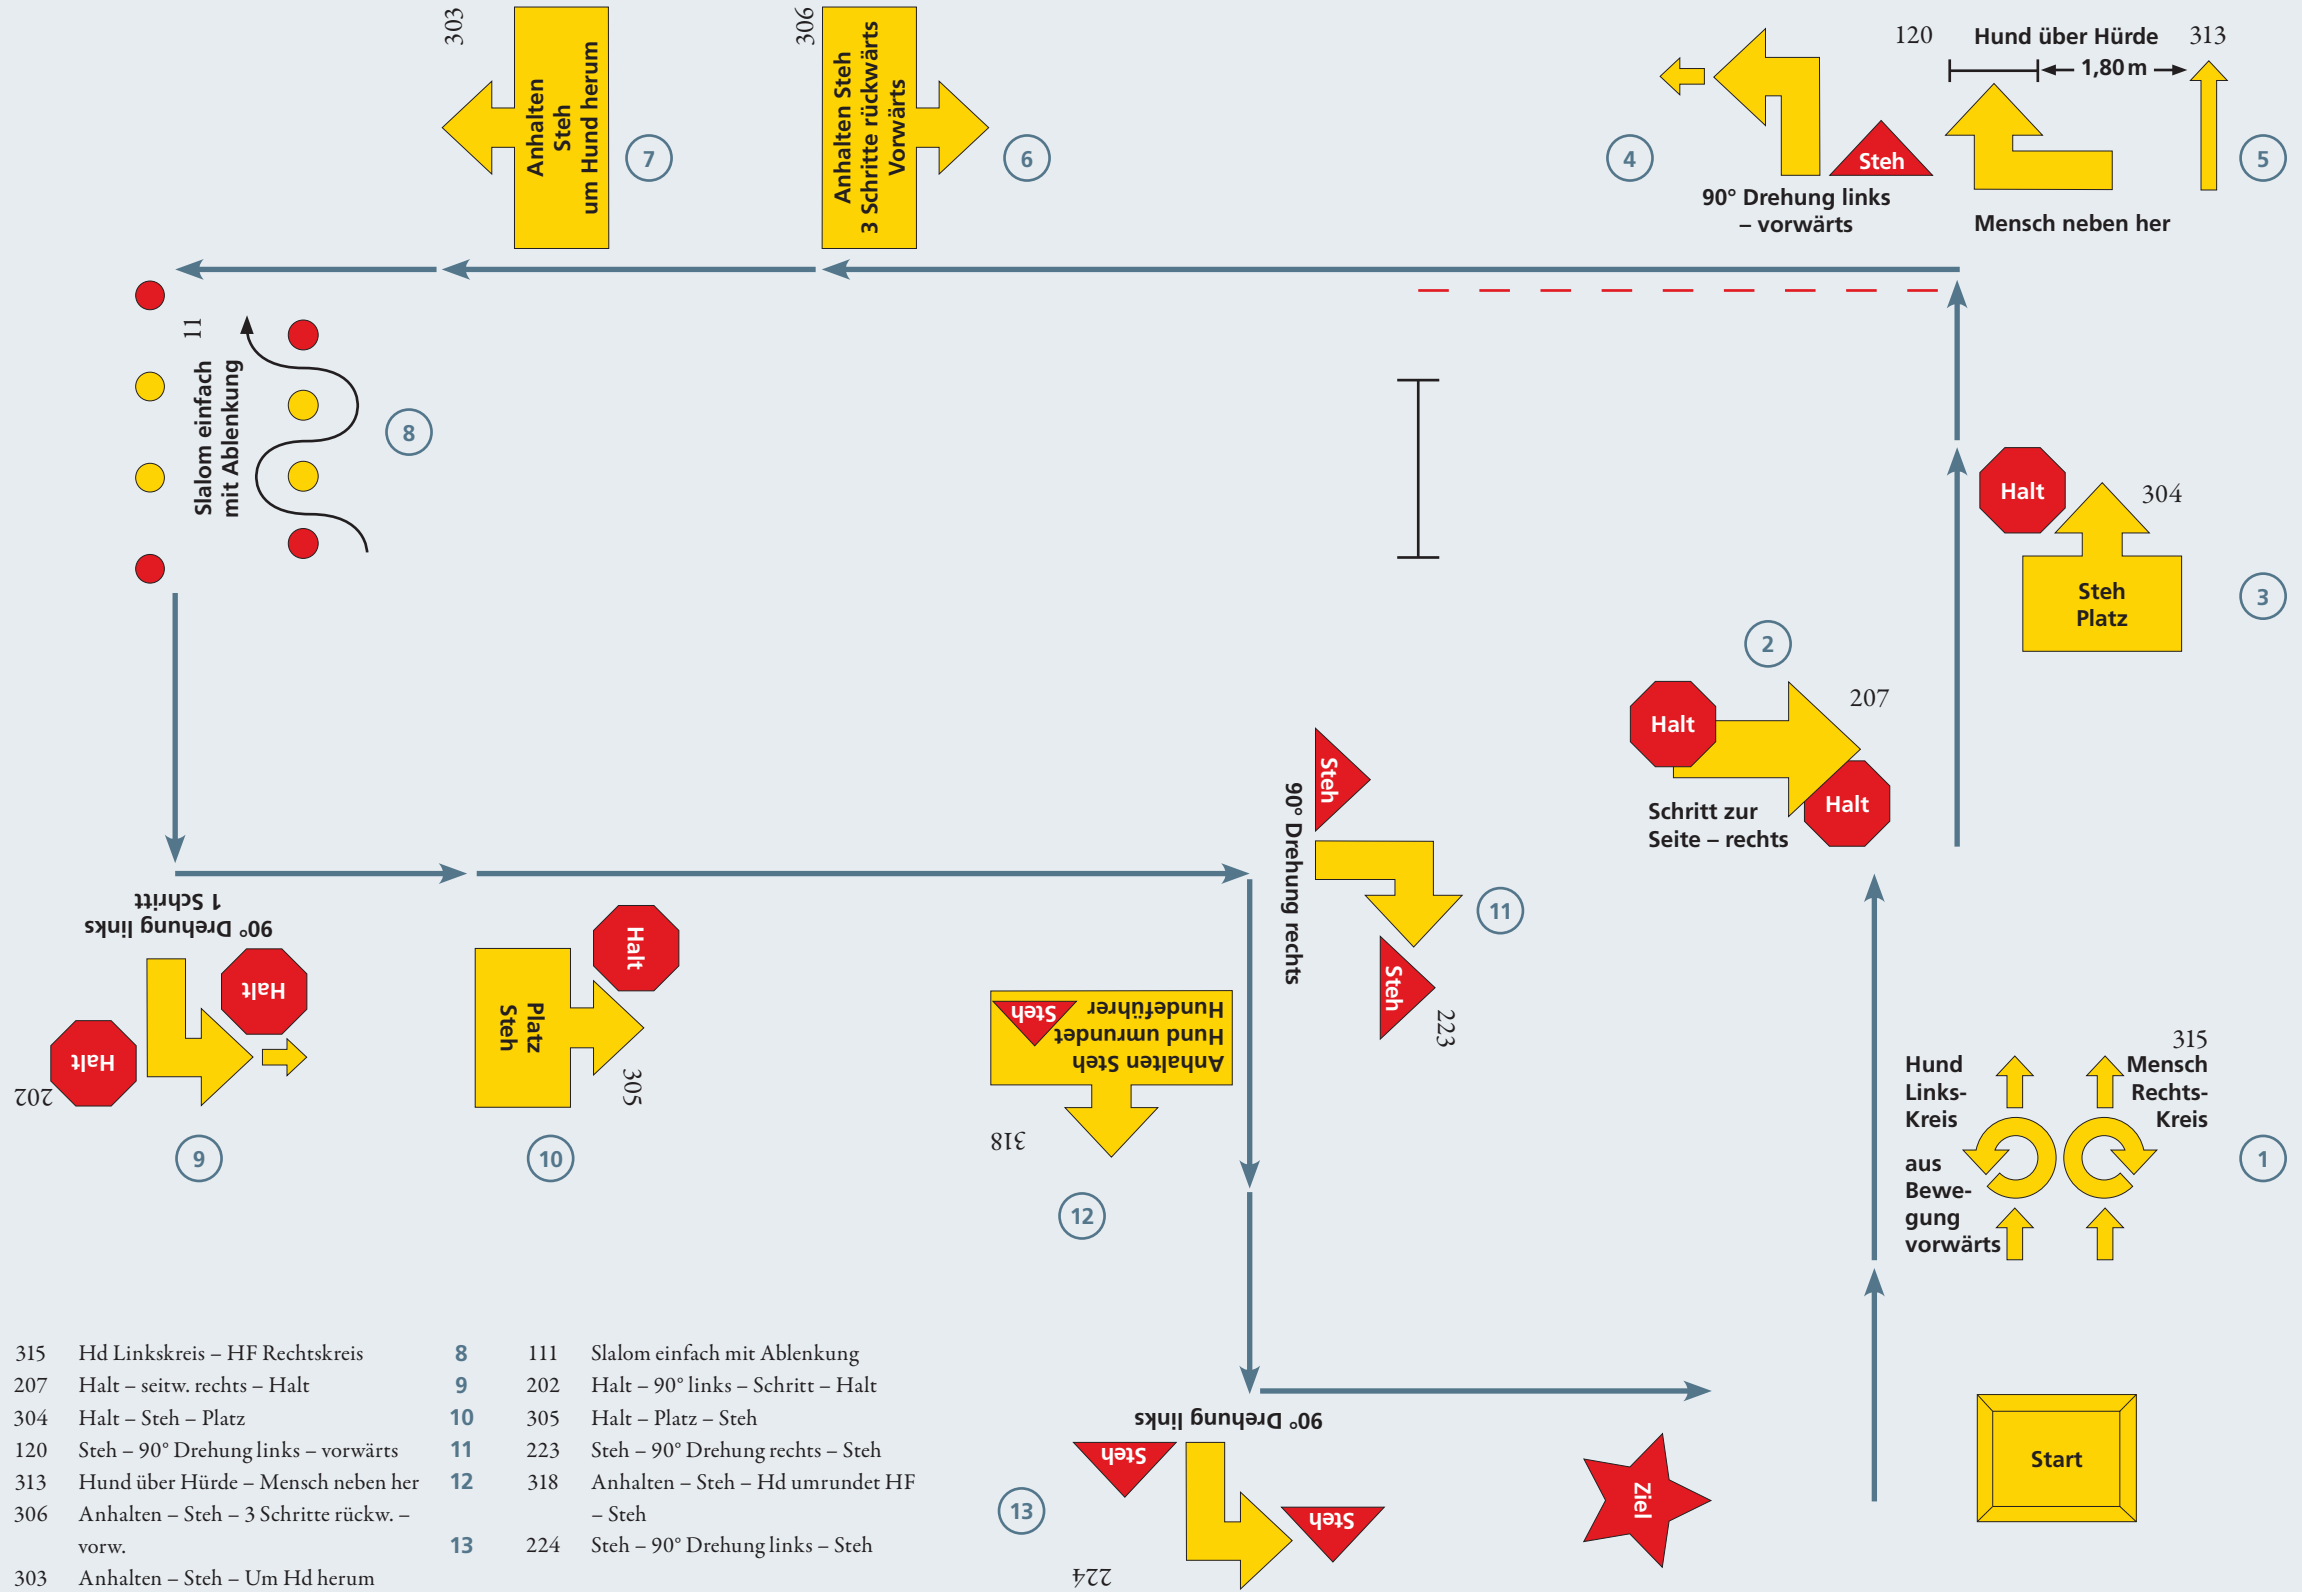 303
Anhalten
Steh
um Hund herum
7
306
Anhalten Steh
3 Schritte rückwärts
Vorwärts
6
4
90° Drehung links
– vorwärts
Steh
120
Hund über Hürde
313
1,80 m
Mensch neben her
5
11
Slalom einfach
mit Ablenkung
8
Halt
304
Steh
Platz
3
2
Halt
207
Halt
Schritt zur
Seite – rechts
90° Drehung links
1 Schritt
Halt
Halt
202
9
Halt
Platz
Steh
305
10
Steh
90° Drehung rechts
Steh
223
11
Anhalten Steh
Hund umrundet
Hundeführer
Steh
318
12
315
Hund
Links-
Kreis
aus
Bewe-
gung
vorwärts
Mensch
Rechts-
Kreis
1
90° Drehung links
Steh
Steh
224
13
Ziel
Start
315 Hd Linkskreis – HF Rechtskreis
207 Halt – seitw. rechts – Halt
304 Halt – Steh – Platz
120 Steh – 90° Drehung links – vorwärts
313 Hund über Hürde – Mensch neben her
306 Anhalten – Steh – 3 Schritte rückw. –
vorw.
303 Anhalten – Steh – Um Hd herum
8 111 Slalom einfach mit Ablenkung
9 202 Halt – 90° links – Schritt – Halt
10 305 Halt – Platz – Steh
11 223 Steh – 90° Drehung rechts – Steh
12 318 Anhalten – Steh – Hd umrundet HF
– Steh
13 224 Steh – 90° Drehung links – Steh